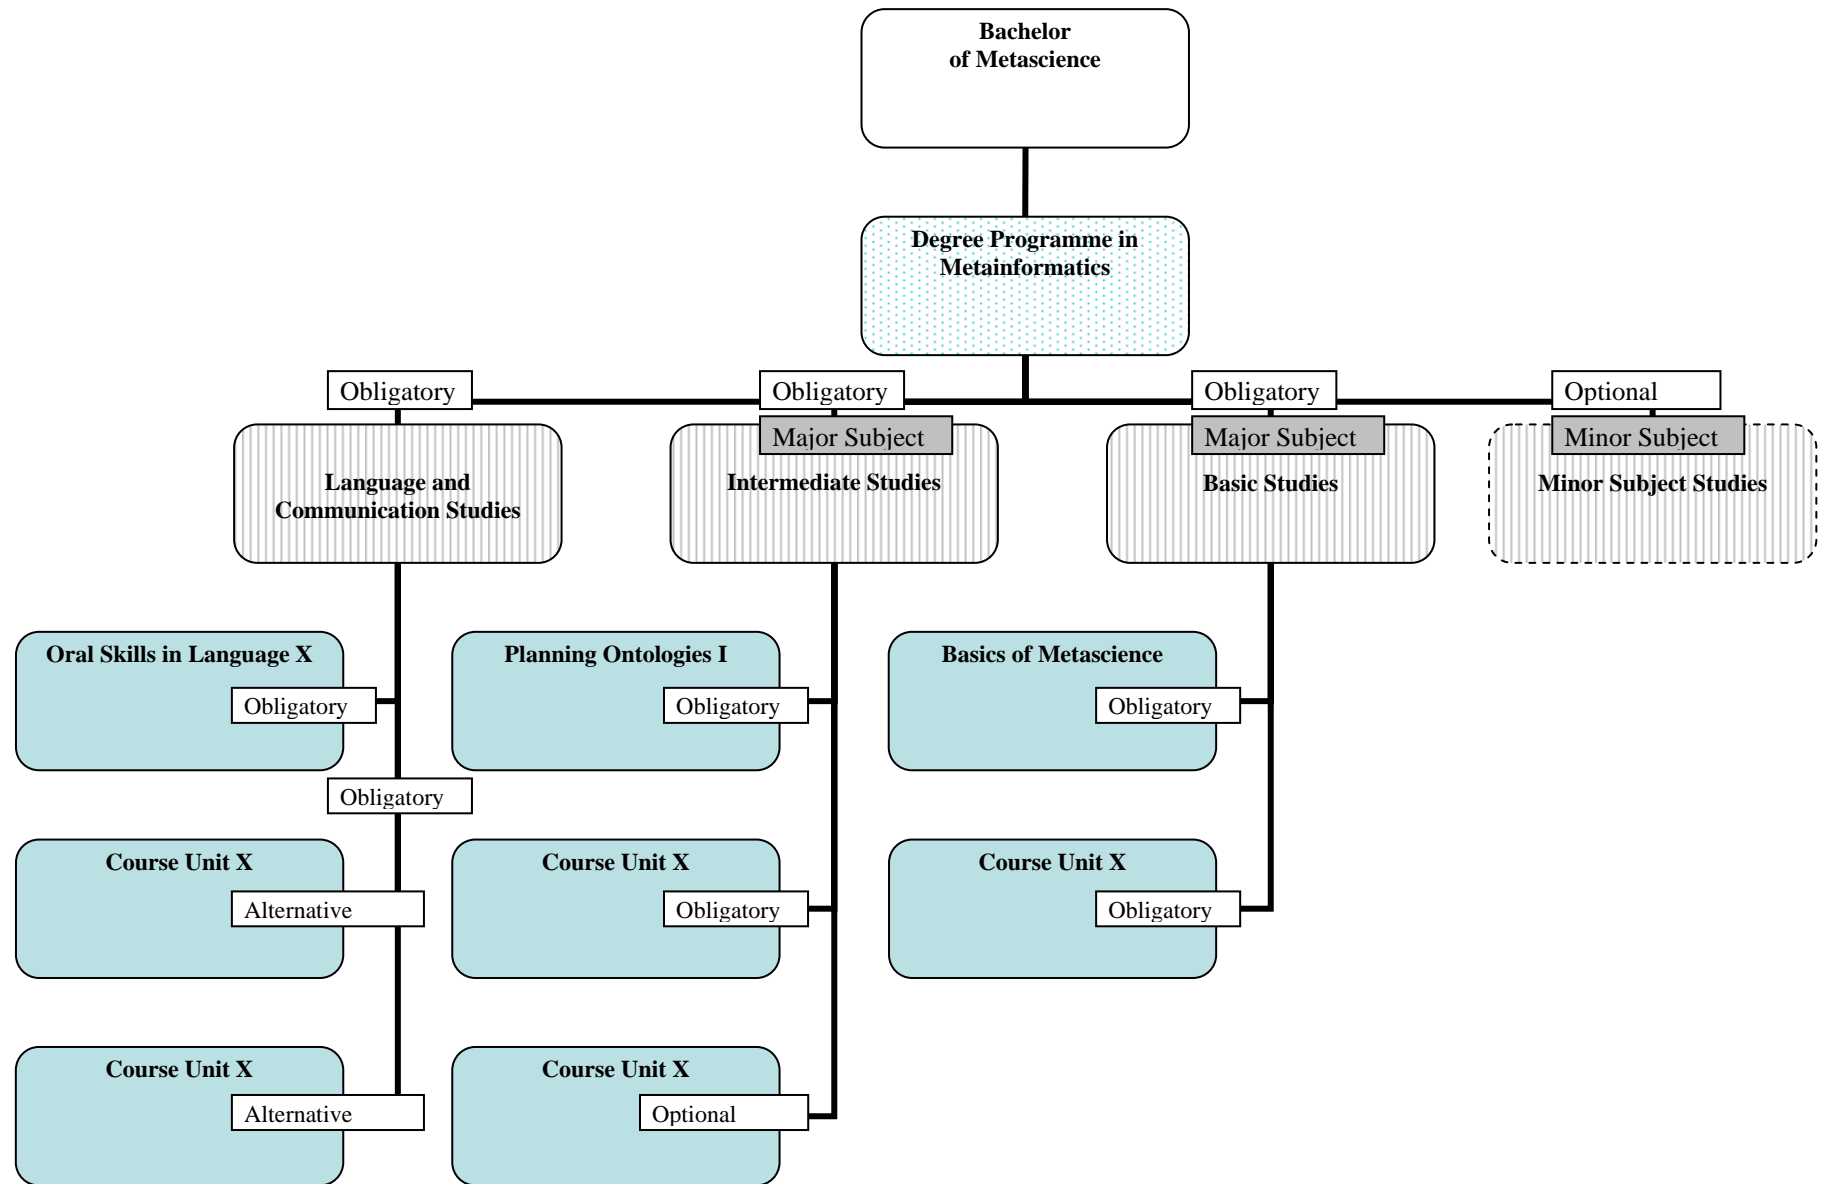 Bachelor
of Metascience
Degree Programme in
Metainformatics
Obligatory
Obligatory
Obligatory
Optional
Major Subject
Major Subject
Minor Subject
Language and
Communication Studies
Intermediate Studies
Basic Studies
Minor Subject Studies
Oral Skills in Language X
Obligatory
Planning Ontologies I
Obligatory
Basics of Metascience
Obligatory
Obligatory
Course Unit X
Alternative
Course Unit X
Obligatory
Course Unit X
Obligatory
Course Unit X
Alternative
Course Unit X
Optional